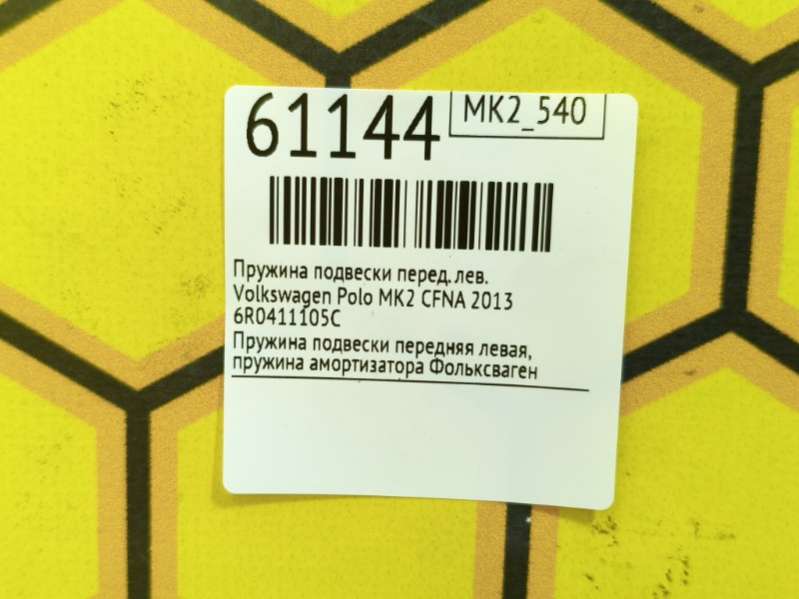 61144
MK2_540
Пружина подвески перед. лев.
Volkswagen Polo MK2 CFNA 2013
6R0411105C
Пружина подвески передняя левая,
пружина амортизатора Фольксваген